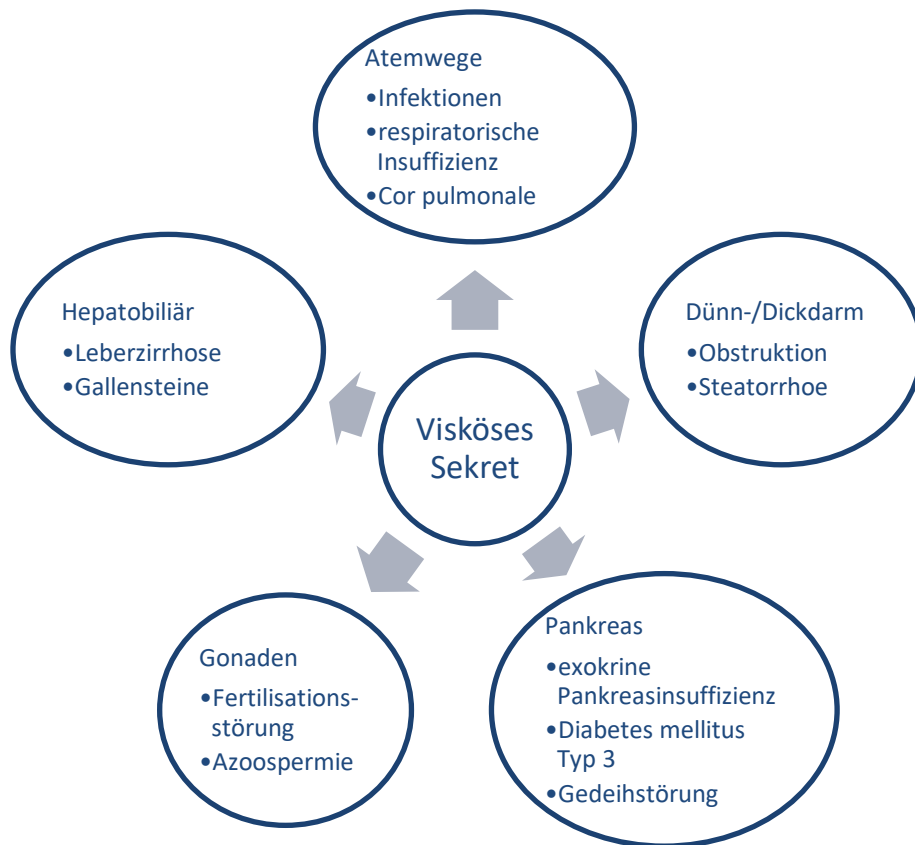 Atemwege
•Infektionen
•respiratorische
Insuffizienz
•Cor pulmonale
Hepatobiliär
•Leberzirrhose
•Gallensteine
Dünn-/Dickdarm
•Obstruktion
•Steatorrhoe
Visköses
Sekret
Gonaden
•Fertilisations-
störung
•Azoospermie
Pankreas
•exokrine
Pankreasinsuffizienz
•Diabetes mellitus
Typ 3
•Gedeihstörung